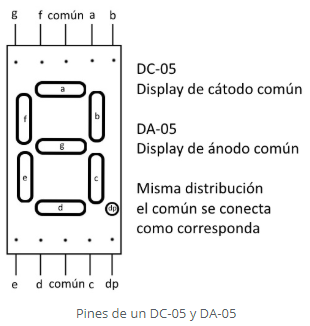 g f común a b
a
f
b
g
e
c
d
dp
e d común c dp
DC-05
Display de cátodo común
DA-05
Display de ánodo común
Misma distribución
el común se conecta
como corresponda
Pines de un DC-05 y DA-05